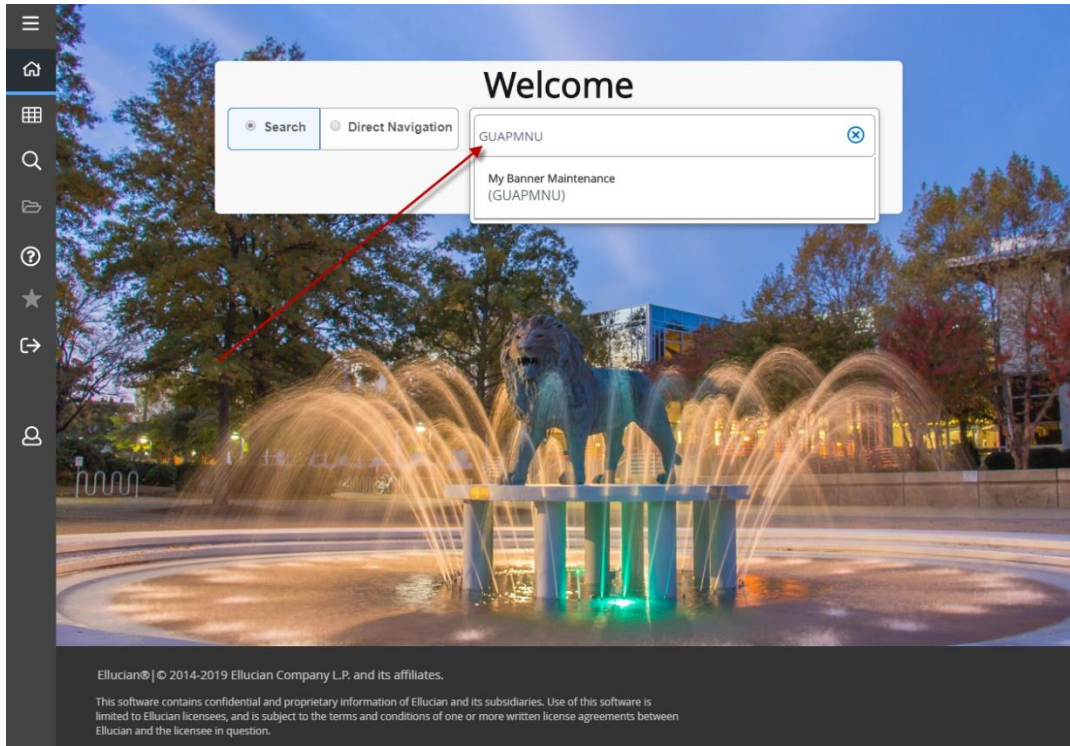 Welcome
Search
Direct Navigation
GUAPMNU
My Banner Maintenance
(GUAPMNU)
Ellucian®|© 2014-2019 Ellucian Company L.P. and its affiliates.
This software contains confidential and proprietary information of Ellucian and its subsidiaries. Use of this software is
limited to Ellucian licensees, and is subject to the terms and conditions of one or more written license agreements between
Ellucian and the licensee in question.